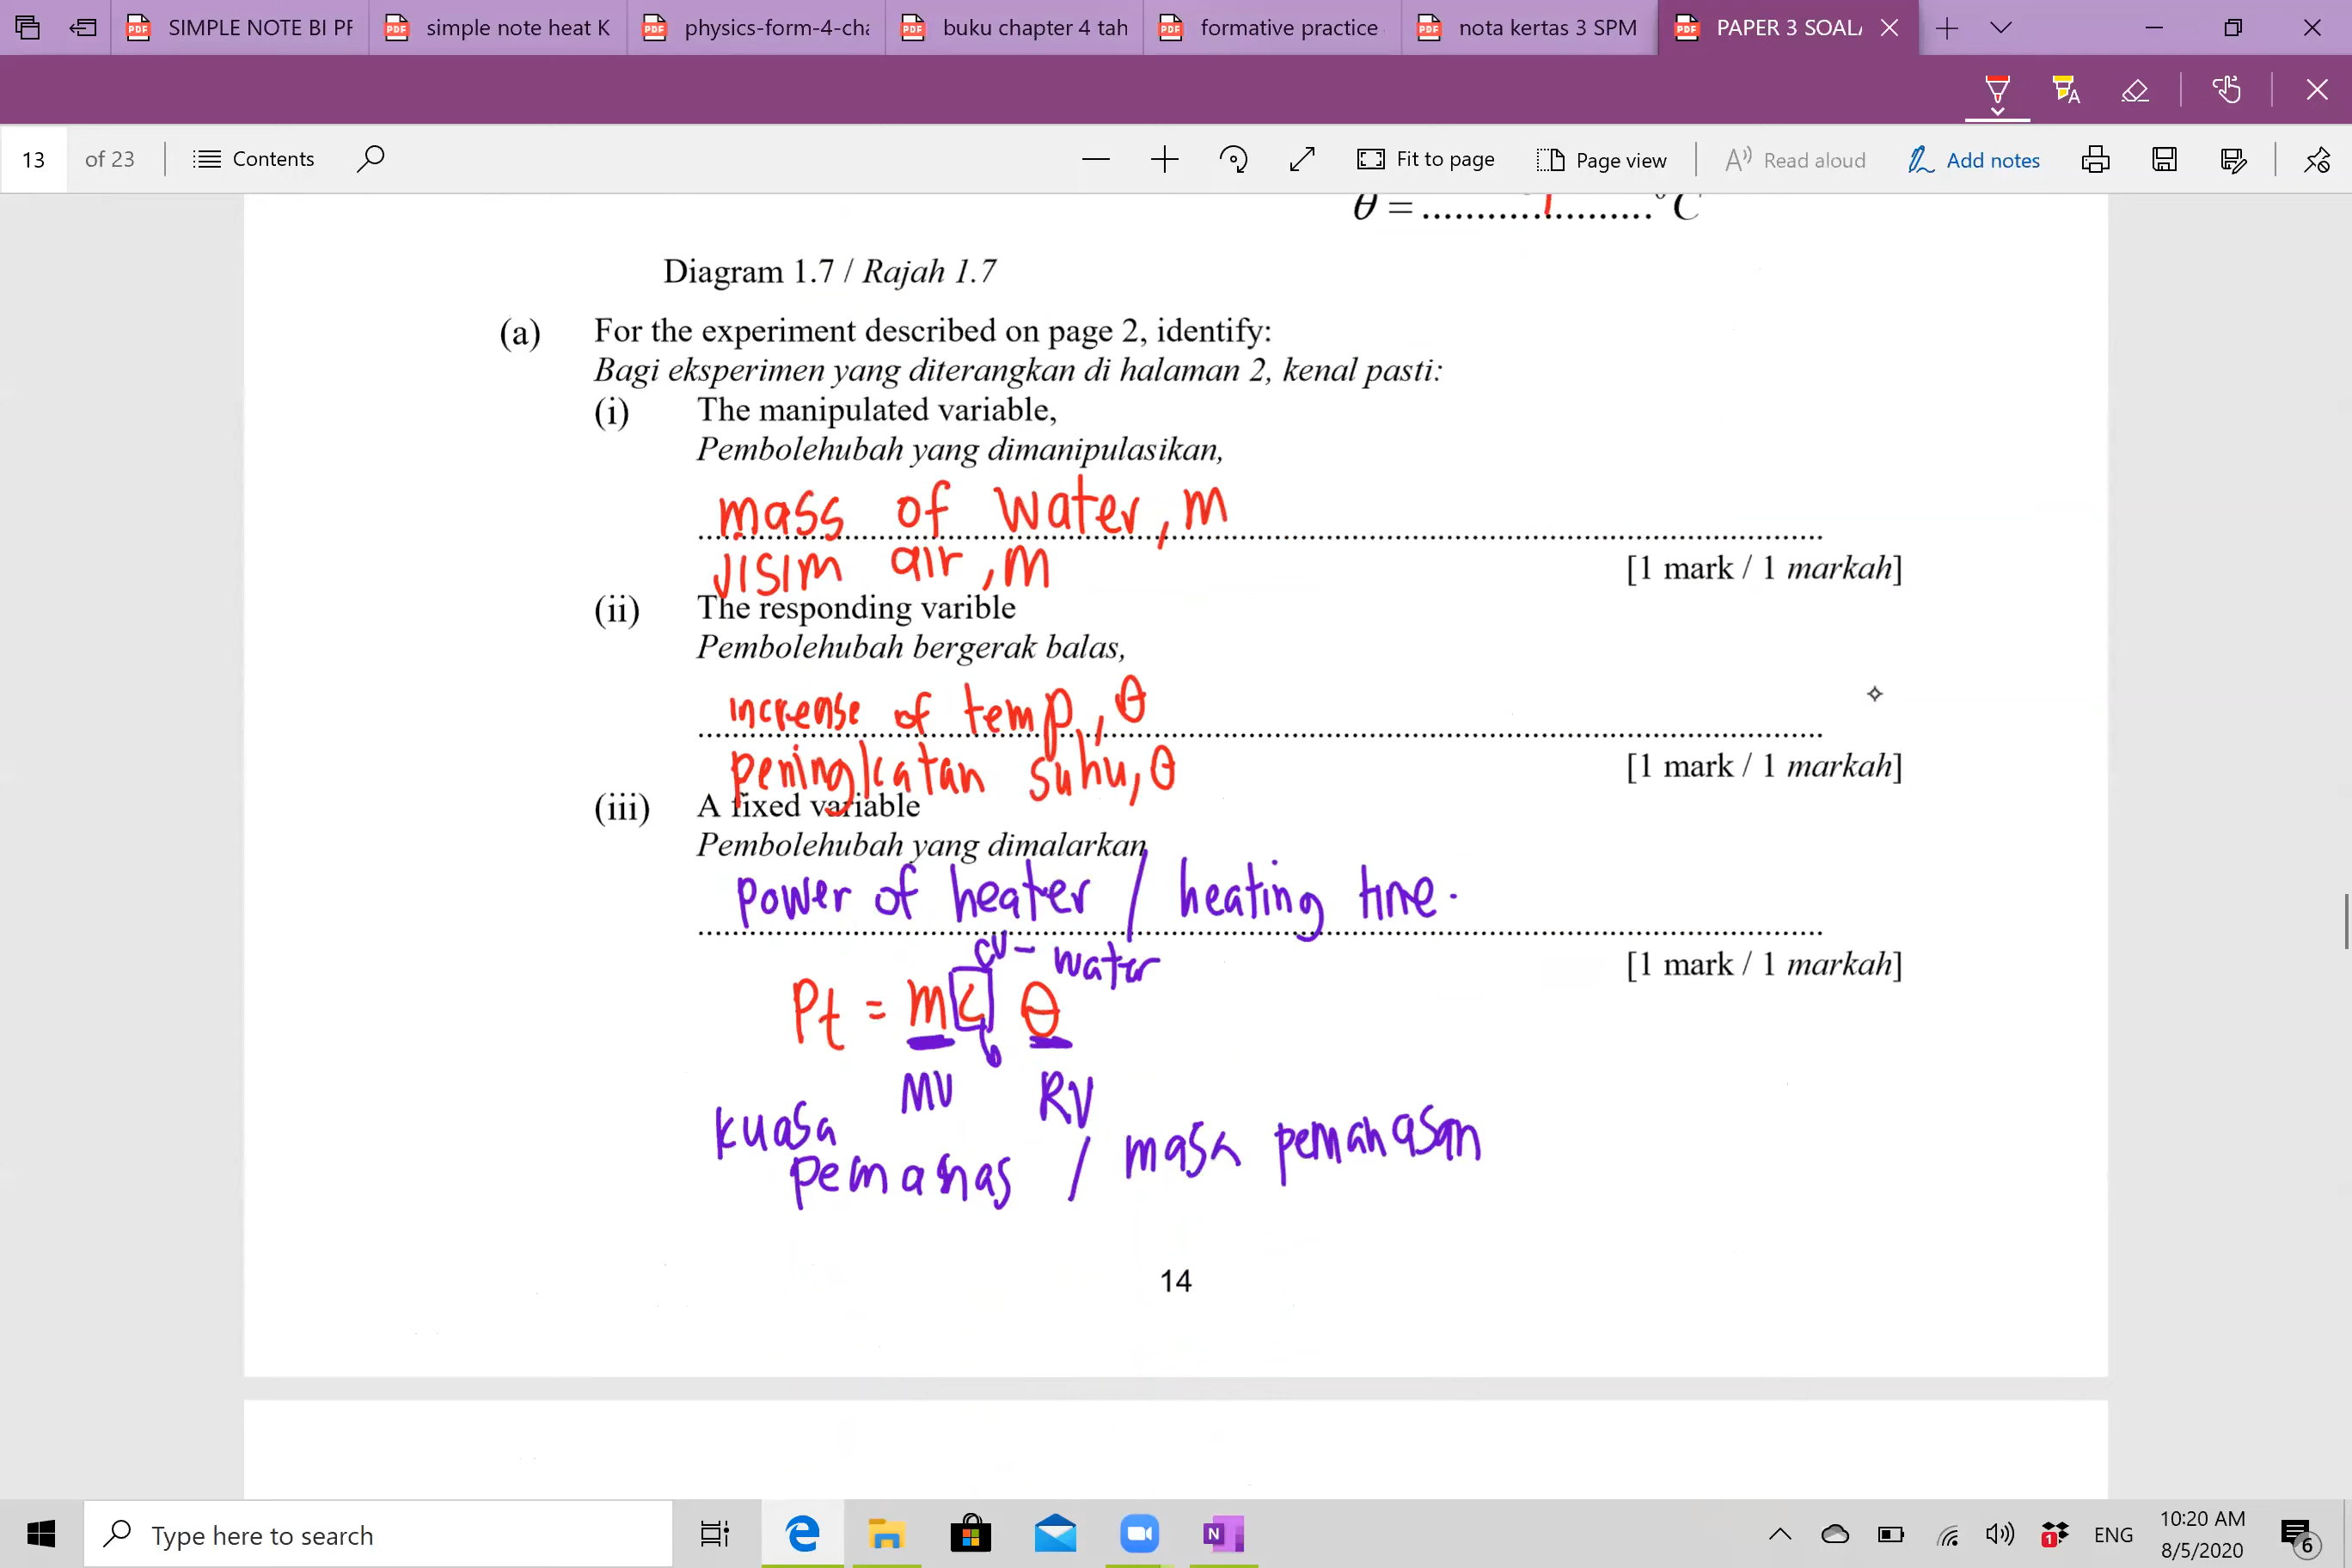 SIMPLE NOTE BI PF
simple note heat K
physics-form-4-cha
buku chapter 4 tah
formative practice
nota kertas 3 SPM
PAPER 3 SOAL
13 of 23 Contents Fit to page Page view Read aloud Add notes
θ = ........................ °C
Diagram 1.7 / Rajah 1.7
(a) For the experiment described on page 2, identify:
Bagi eksperimen yang diterangkan di halaman 2, kenal pasti:
(i) The manipulated variable,
Pembolehubah yang dimanipulasikan,
mass of water, m
jisim air, m
[1 mark / 1 markah]
(ii) The responding varible
Pembolehubah bergerak balas,
increase of temp, θ
peningkatan suhu, θ
[1 mark / 1 markah]
(iii) A fixed variable
Pembolehubah yang dimalarkan
power of heater / heating time.
cv - water
[1 mark / 1 markah]
Pt = mc θ
MV RV
kuasa
pemanas / masa pemanasan
14
Type here to search
ENG
10:20 AM
8/5/2020
1
6